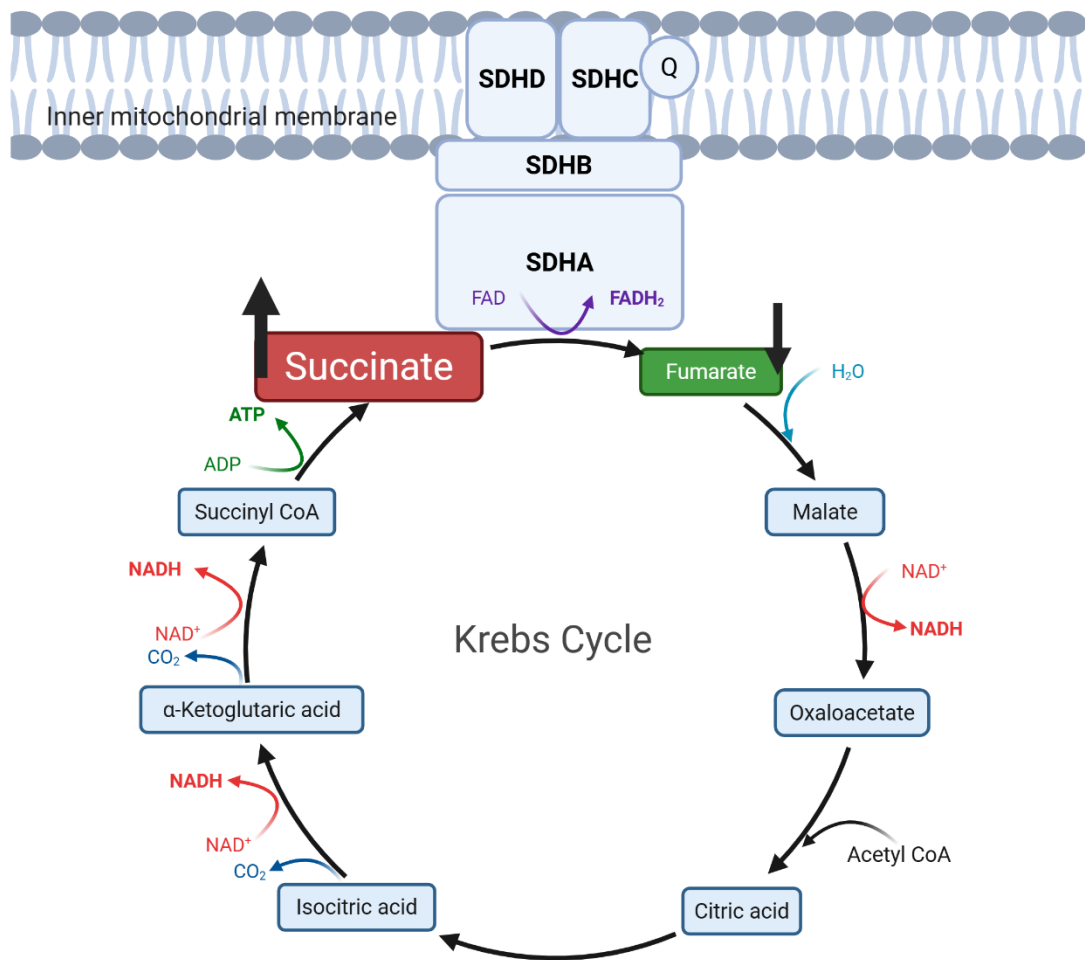 SDHD SDHC Q
Inner mitochondrial membrane
SDHB
SDHA
FAD FADH₂
Succinate
Fumarate
H₂O
ATP
ADP
Succinyl CoA
Malate
NADH
NAD⁺
CO₂
NAD⁺
NADH
Krebs Cycle
α-Ketoglutaric acid
Oxaloacetate
NADH
NAD⁺
CO₂
Acetyl CoA
Isocitric acid
Citric acid